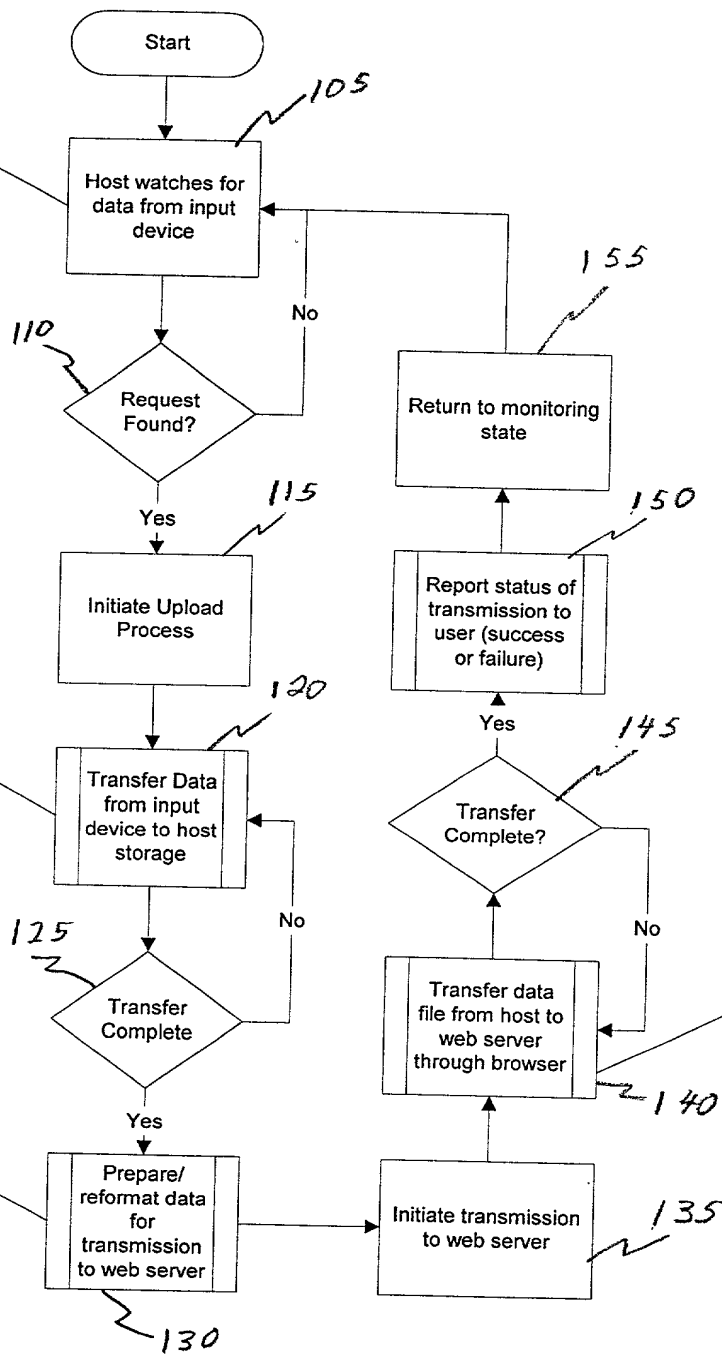 Start
105
Host watches for
data from input
device
No
110
Request
Found?
Yes
115
Initiate Upload
Process
120
Transfer Data
from input
device to host
storage
No
125
Transfer
Complete
Yes
Prepare/
reformat data
for
transmission
to web server
130
Initiate transmission
to web server
135
Transfer data
file from host to
web server
through browser
140
No
Transfer
Complete?
145
Yes
Report status of
transmission to
user (success
or failure)
150
Return to monitoring
state
155